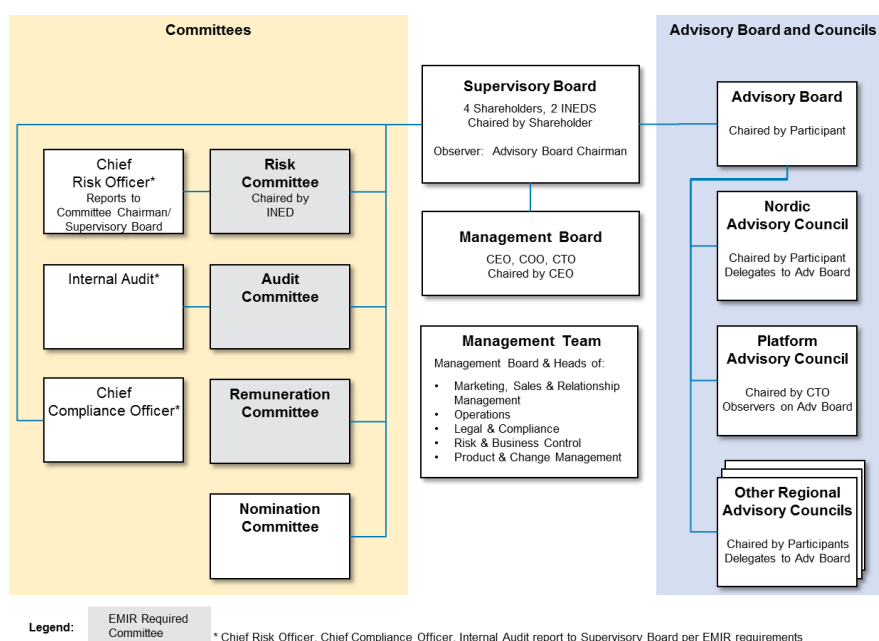 Committees
Advisory Board and Councils
Supervisory Board
4 Shareholders, 2 INEDS
Chaired by Shareholder
Observer: Advisory Board Chairman
Advisory Board
Chaired by Participant
Chief
Risk Officer*
Reports to
Committee Chairman/
Supervisory Board
Risk
Committee
Chaired by
INED
Management Board
CEO, COO, CTO
Chaired by CEO
Nordic
Advisory Council
Chaired by Participant
Delegates to Adv Board
Internal Audit*
Audit
Committee
Management Team
Management Board & Heads of:
• Marketing, Sales & Relationship
Management
• Operations
• Legal & Compliance
• Risk & Business Control
• Product & Change Management
Platform
Advisory Council
Chaired by CTO
Observers on Adv Board
Chief
Compliance Officer*
Remuneration
Committee
Nomination
Committee
Other Regional
Advisory Councils
Chaired by Participants
Delegates to Adv Board
Legend:
EMIR Required
Committee
* Chief Risk Officer, Chief Compliance Officer, Internal Audit report to Supervisory Board per EMIR requirements